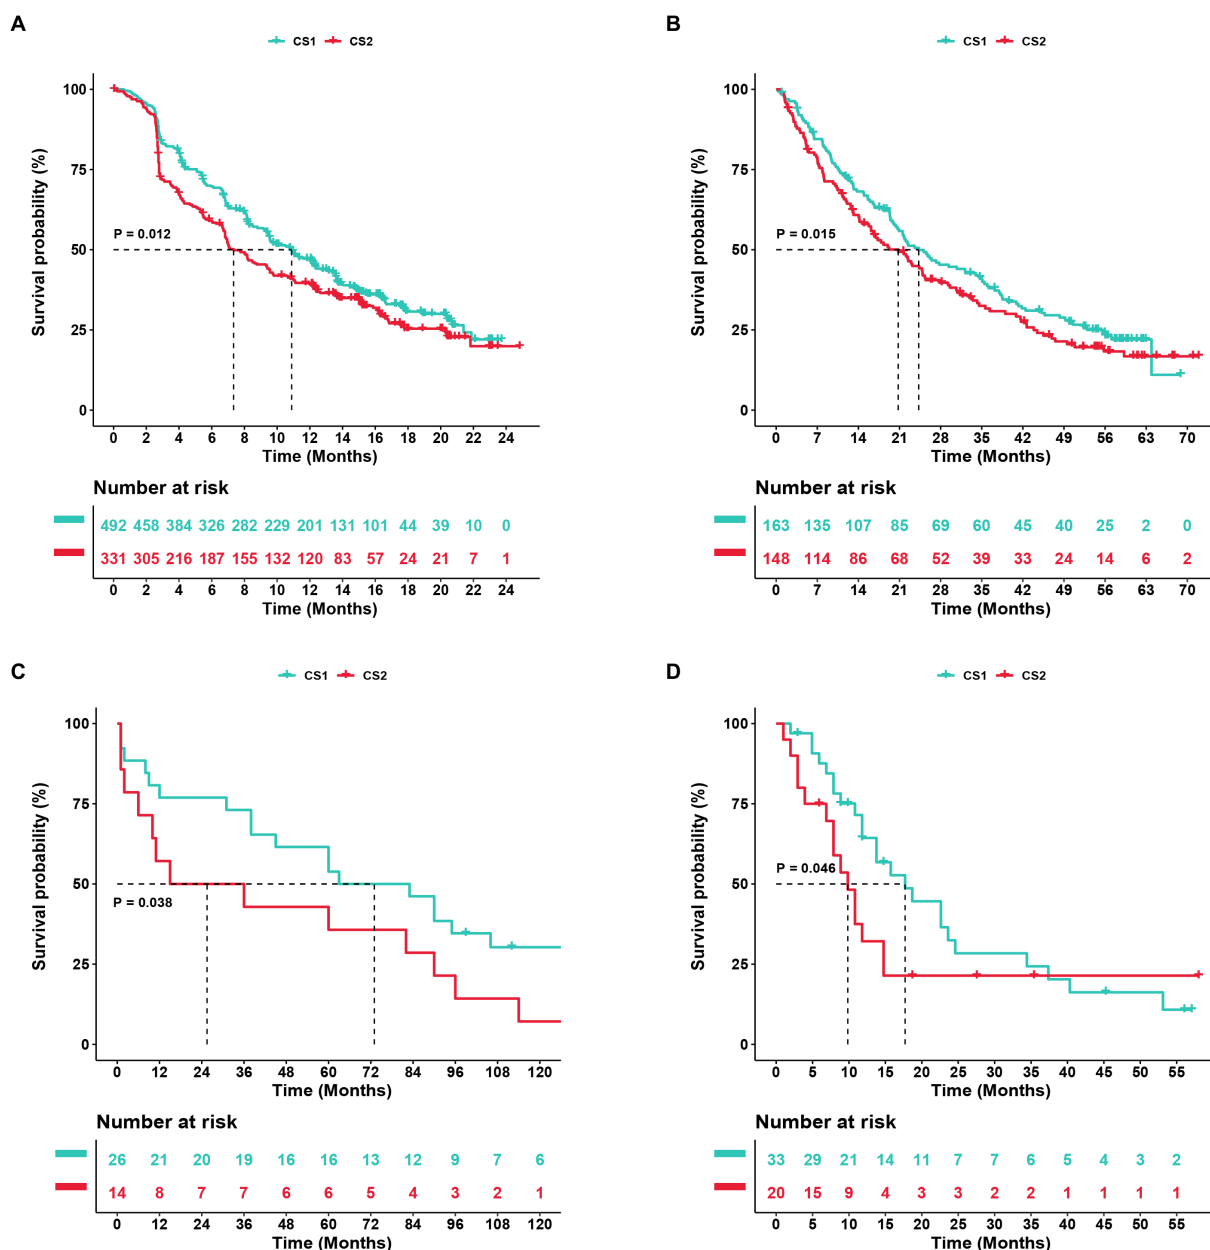 A
CS1 CS2
Survival probability (%)
100
75
50
25
0
P = 0.012
0 2 4 6 8 10 12 14 16 18 20 22 24
Time (Months)
Number at risk
492 458 384 326 282 229 201 131 101 44 39 10 0
331 305 216 187 155 132 120 83 57 24 21 7 1
0 2 4 6 8 10 12 14 16 18 20 22 24
Time (Months)
B
CS1 CS2
Survival probability (%)
100
75
50
25
0
P = 0.015
0 7 14 21 28 35 42 49 56 63 70
Time (Months)
Number at risk
163 135 107 85 69 60 45 40 25 2 0
148 114 86 68 52 39 33 24 14 6 2
0 7 14 21 28 35 42 49 56 63 70
Time (Months)
C
CS1 CS2
Survival probability (%)
100
75
50
25
0
P = 0.038
0 12 24 36 48 60 72 84 96 108 120
Time (Months)
Number at risk
26 21 20 19 16 16 13 12 9 7 6
14 8 7 7 6 6 5 4 3 2 1
0 12 24 36 48 60 72 84 96 108 120
Time (Months)
D
CS1 CS2
Survival probability (%)
100
75
50
25
0
P = 0.046
0 5 10 15 20 25 30 35 40 45 50 55
Time (Months)
Number at risk
33 29 21 14 11 7 7 6 5 4 3 2
20 15 9 4 3 3 2 2 1 1 1 1
0 5 10 15 20 25 30 35 40 45 50 55
Time (Months)